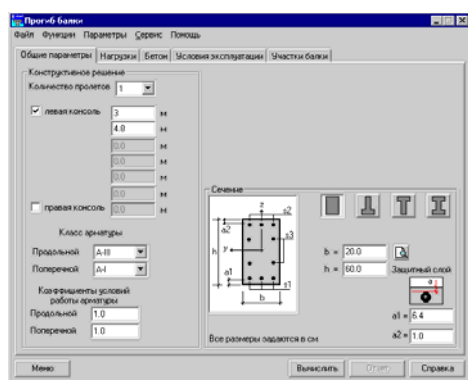 Прогиб балки
Файл Функции Параметры Сервис Помощь
Общие параметры Нагрузки Бетон Условия эксплуатации Участки балки
Конструктивное решение
Количество пролетов 1
левая консоль 3 м
4.0 м
0.0 м
0.0 м
0.0 м
правая консоль 0.0 м
Класс арматуры
Продольной A-III
Поперечной A-I
Коэффициенты условий
работы арматуры
Продольной 1.0
Поперечной 1.0
Сечение
z s2
a2
s3
h y
a1
s1
b
b = 20.0
h = 60.0 Защитный слой
a
a1 = 6.4
a2 = 1.0
Все размеры задаются в см
Меню Вычислить Отчет Справка